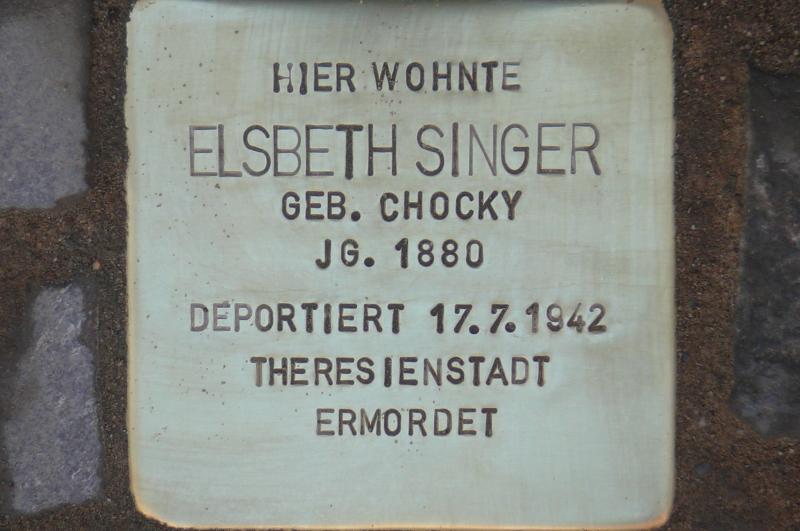 HIER WOHNTE
ELSBETH SINGER
GEB. CHOCKY
JG. 1880
DEPORTIERT 17.7.1942
THERESIENSTADT
ERMORDET